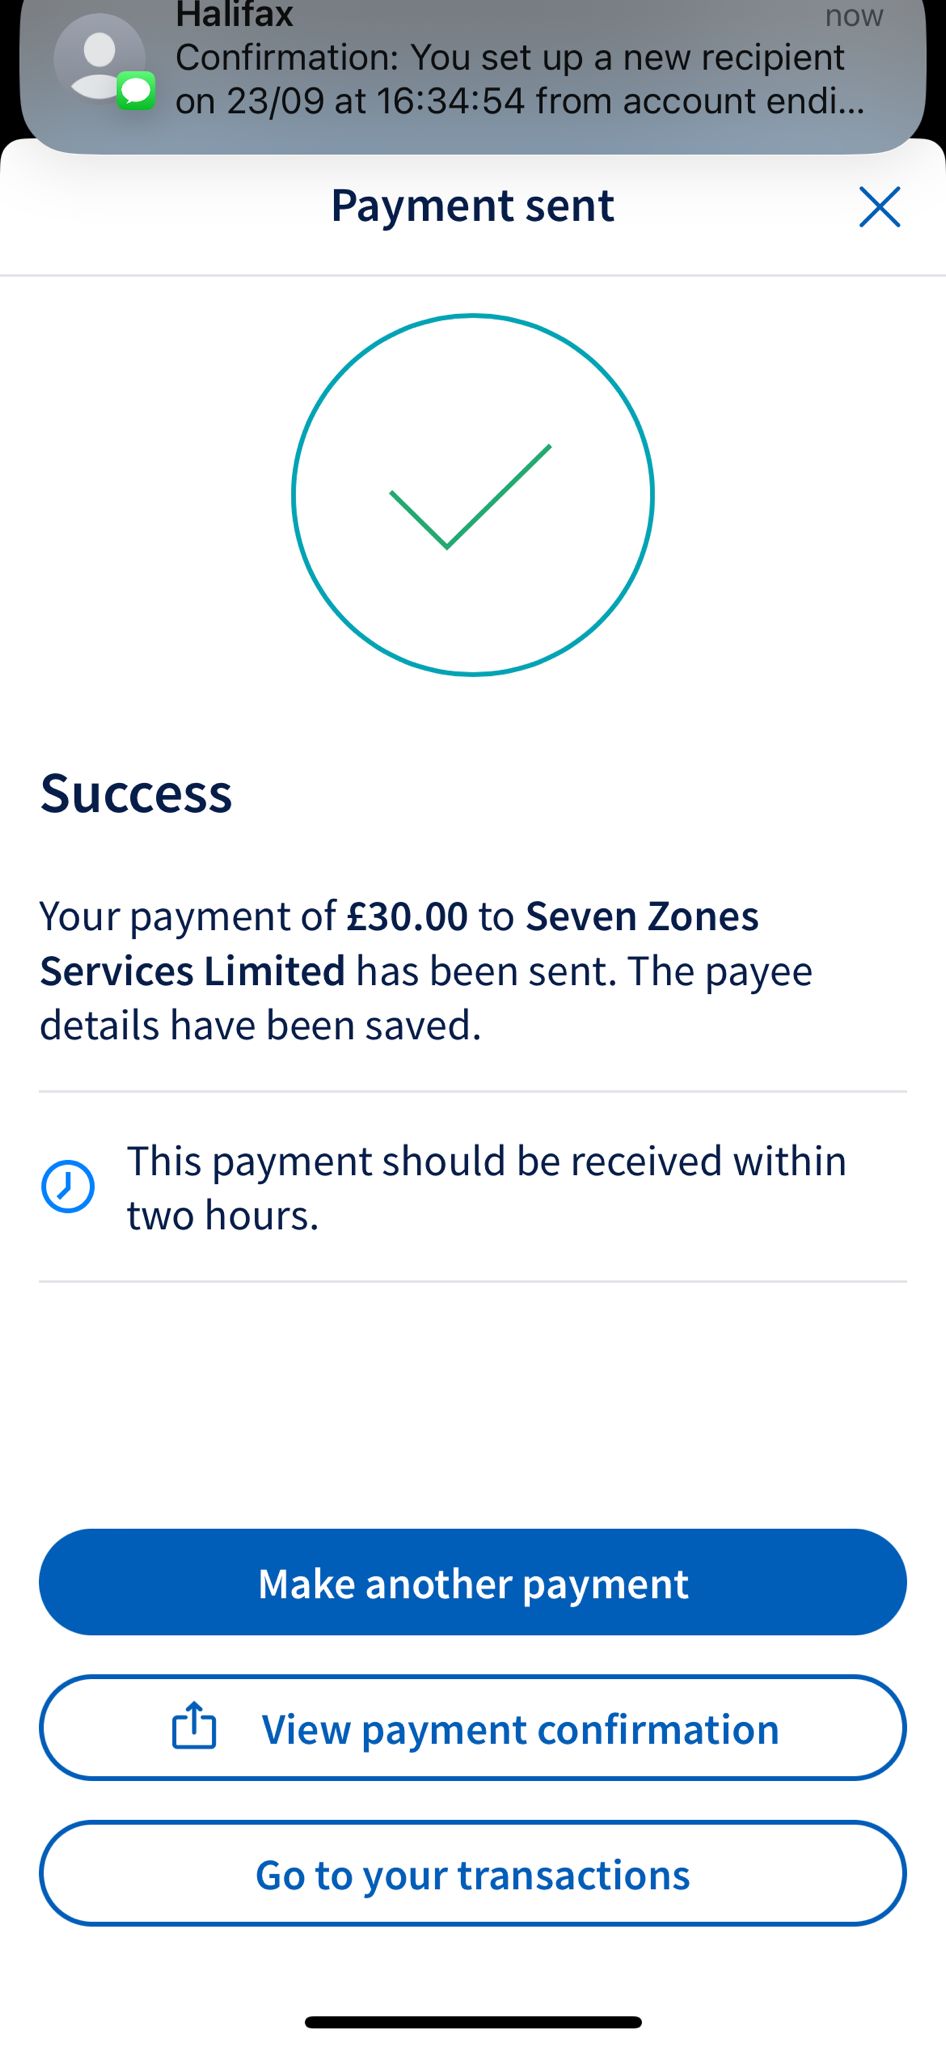 Halifax
now
Confirmation: You set up a new recipient
on 23/09 at 16:34:54 from account endi...
Payment sent
Success
Your payment of £30.00 to Seven Zones
Services Limited has been sent. The payee
details have been saved.
This payment should be received within
two hours.
Make another payment
View payment confirmation
Go to your transactions